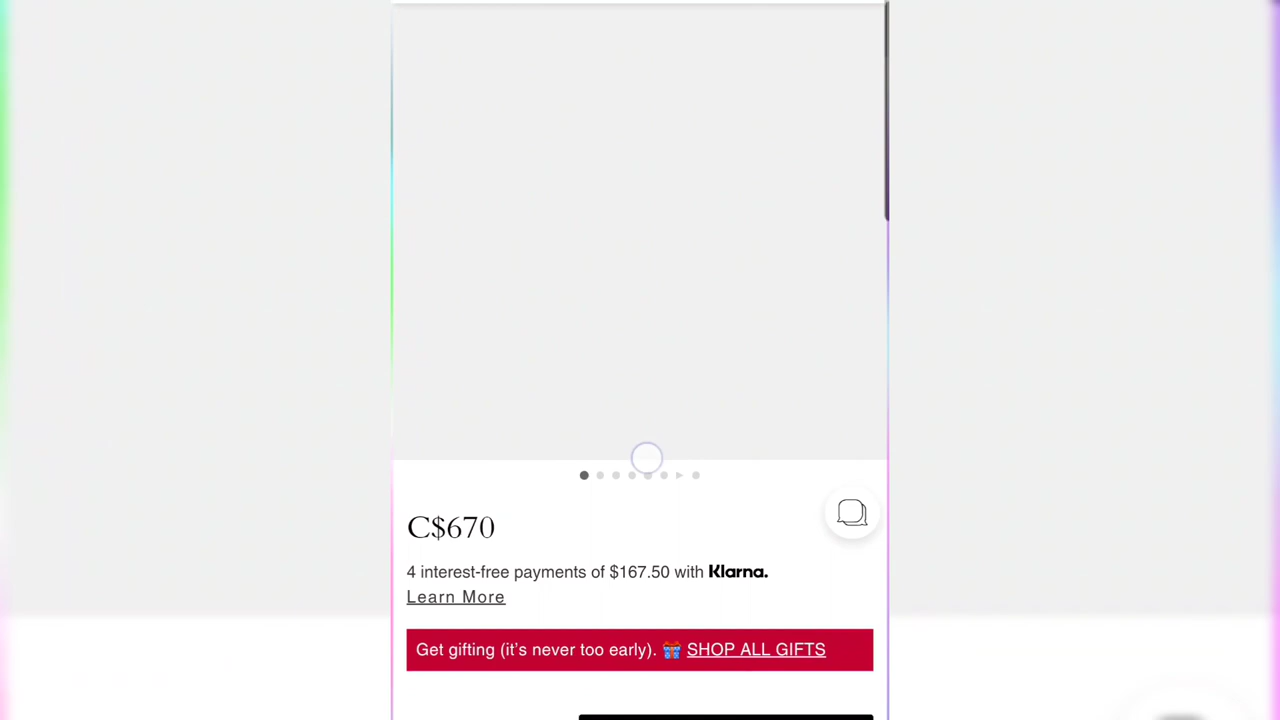 C$670
4 interest-free payments of $167.50 with Klarna.
Learn More
Get gifting (it’s never too early). 🎁 SHOP ALL GIFTS